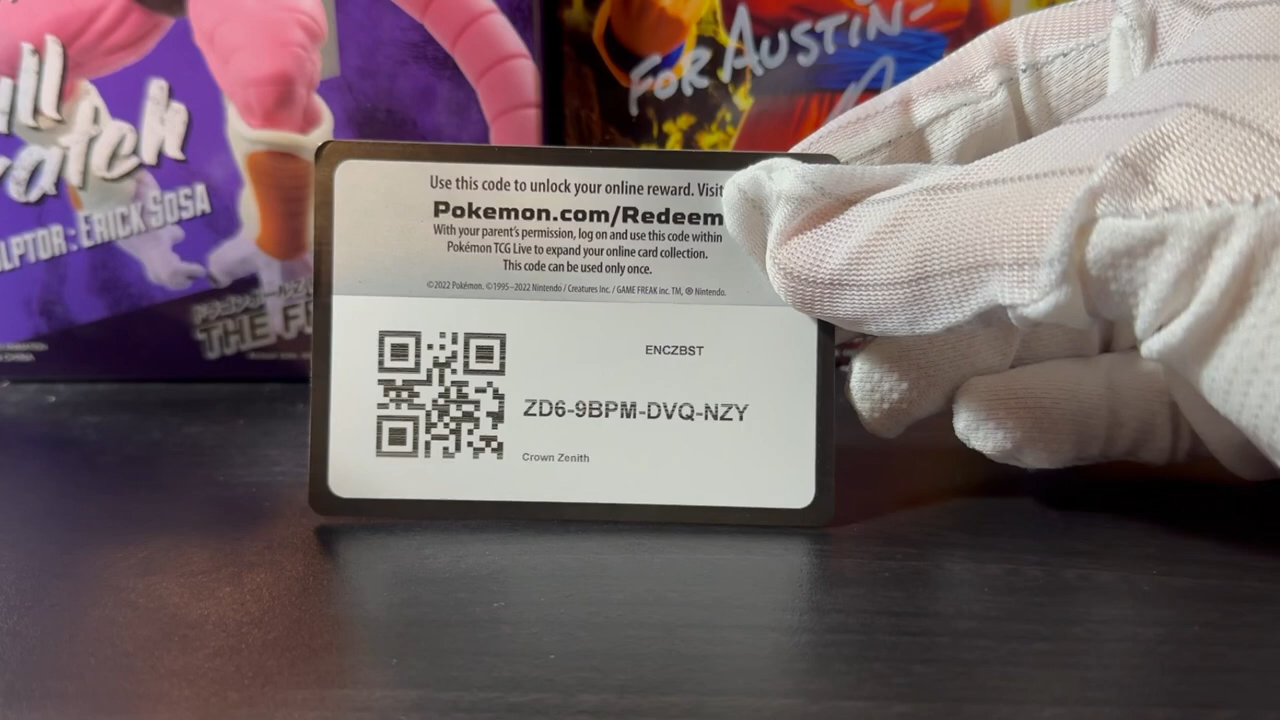 FOR AUSTIN-
SCULPTOR : ERICK SOSA
Use this code to unlock your online reward. Visit
Pokemon.com/Redeem
With your parent's permission, log on and use this code within
Pokémon TCG Live to expand your online card collection.
This code can be used only once.
©2022 Pokémon. ©1995–2022 Nintendo / Creatures Inc. / GAME FREAK inc. TM, ® Nintendo.
ENCZBST
ZD6-9BPM-DVQ-NZY
Crown Zenith